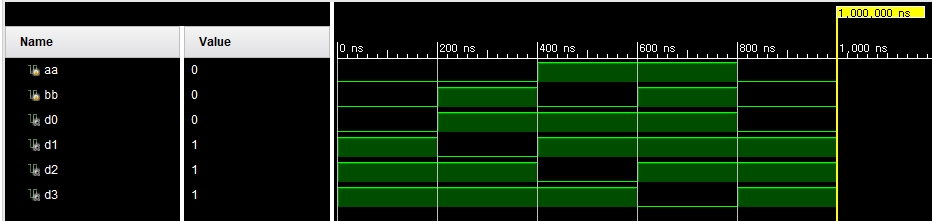 1,000,000 ns
Name Value
0 ns 200 ns 400 ns 600 ns 800 ns 1,000 ns
aa 0
bb 0
d0 0
d1 1
d2 1
d3 1